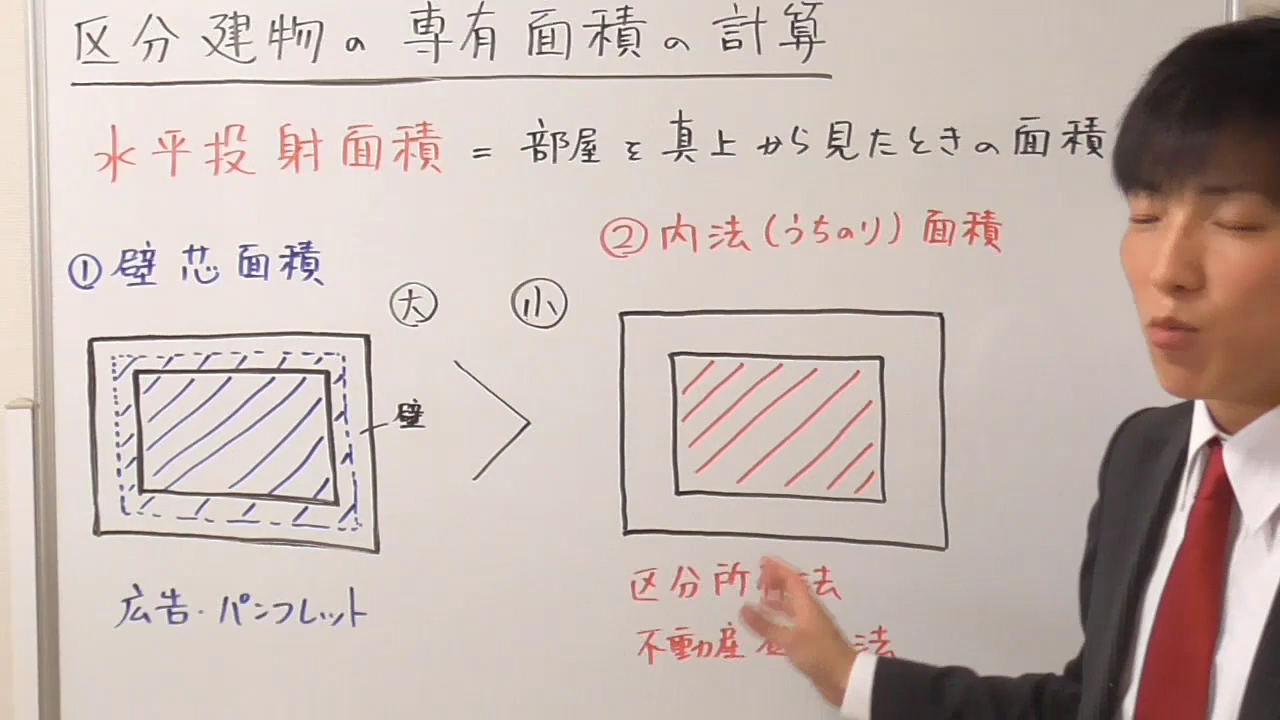 区分建物の専有面積の計算
水平投射面積=部屋を真上から見たときの面積
①壁芯面積
②内法(うちのり)面積
大
小
壁
広告・パンフレット
区分所 法
不動産 法